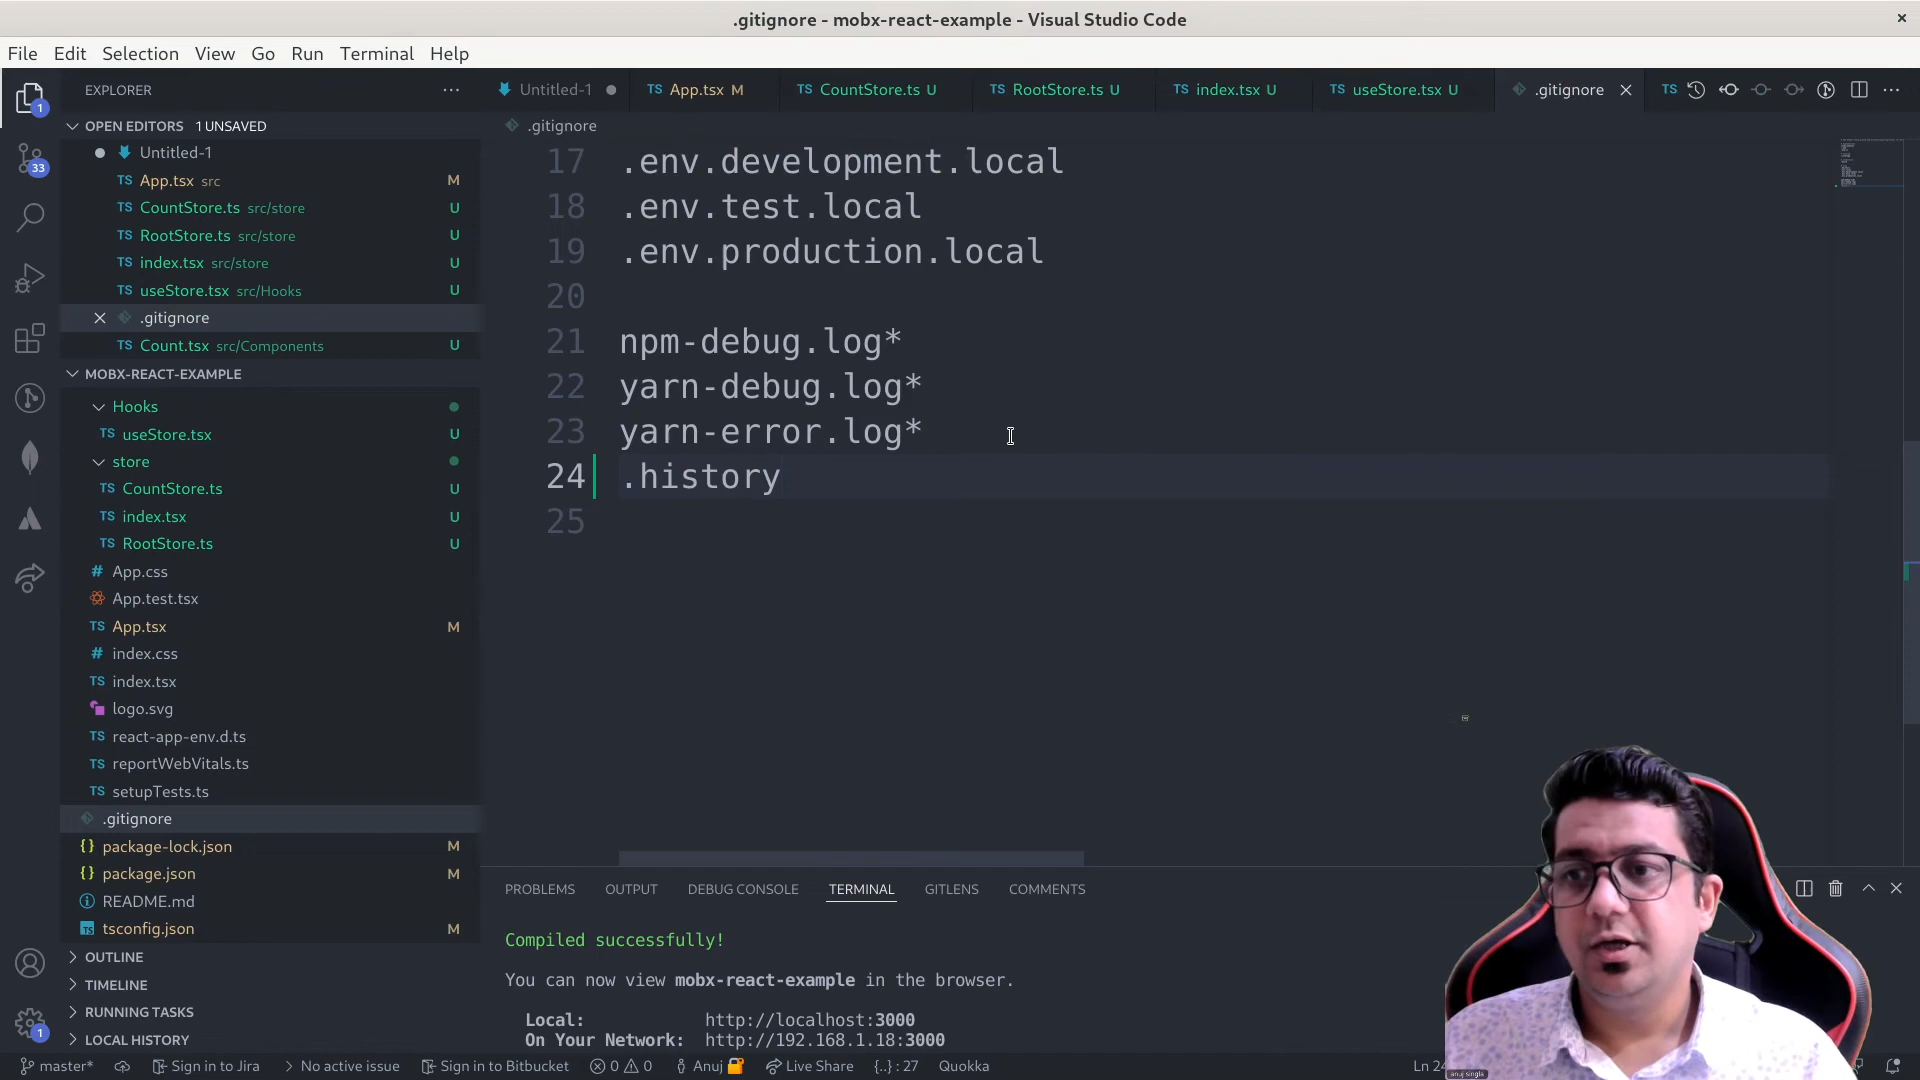 .gitignore - mobx-react-example - Visual Studio Code
File Edit Selection View Go Run Terminal Help
EXPLORER
Untitled-1
TS App.tsx M
TS CountStore.ts U
TS RootStore.ts U
TS index.tsx U
TS useStore.tsx U
.gitignore
TS
1
OPEN EDITORS 1 UNSAVED
Untitled-1
TS App.tsx src M
TS CountStore.ts src/store U
TS RootStore.ts src/store U
TS index.tsx src/store U
TS useStore.tsx src/Hooks U
.gitignore
TS Count.tsx src/Components U
33
MOBX-REACT-EXAMPLE
Hooks
TS useStore.tsx U
store
TS CountStore.ts U
TS index.tsx U
TS RootStore.ts U
# App.css
App.test.tsx
TS App.tsx M
# index.css
TS index.tsx
logo.svg
TS react-app-env.d.ts
TS reportWebVitals.ts
TS setupTests.ts
.gitignore
{} package-lock.json M
{} package.json M
README.md
TS tsconfig.json M
OUTLINE
TIMELINE
RUNNING TASKS
LOCAL HISTORY
1
.gitignore
17 .env.development.local
18 .env.test.local
19 .env.production.local
20
21 npm-debug.log*
22 yarn-debug.log*
23 yarn-error.log*
24 .history
25
PROBLEMS OUTPUT DEBUG CONSOLE TERMINAL GITLENS COMMENTS
Compiled successfully!
You can now view mobx-react-example in the browser.
Local: http://localhost:3000
On Your Network: http://192.168.1.18:3000
master* Sign in to Jira No active issue Sign in to Bitbucket 0 0 Anuj Live Share {..} : 27 Quokka Ln 24
anuj singla